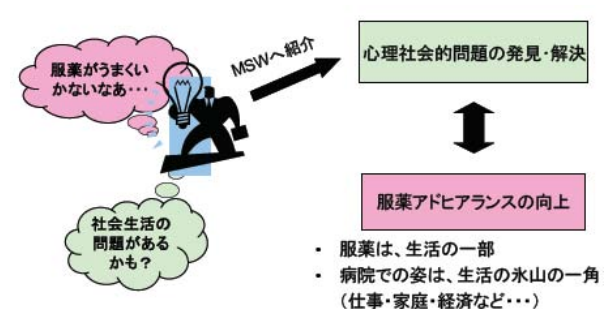 服薬がうまくい
かないなあ・・・
MSWへ紹介
心理社会的問題の発見・解決
社会生活の
問題がある
かも？
服薬アドヒアランスの向上
・ 服薬は、生活の一部
・ 病院での姿は、生活の氷山の一角
（仕事・家庭・経済など・・・）